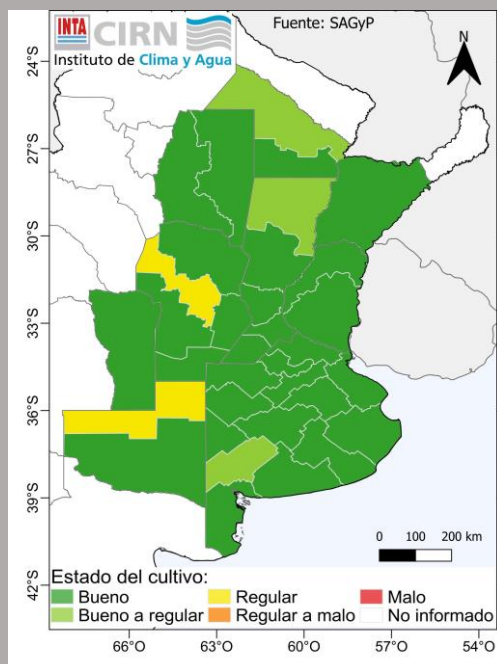 INTA CIRN
Instituto de Clima y Agua
Fuente: SAGyP
N
24°S
27°S
30°S
33°S
36°S
39°S
42°S
0 100 200 km
Estado del cultivo:
Bueno Regular Malo
Bueno a regular Regular a malo No informado
66°O 63°O 60°O 57°O 54°O